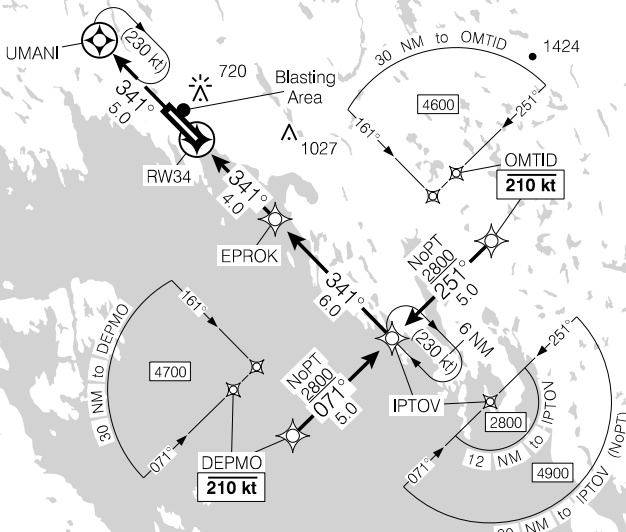 UMANI
(230 kt)
341°
5.0
720
Blasting
Area
1027
RW34
30 NM to OMTID
1424
4600
161°
251°
OMTID
210 kt
341°
4.0
EPROK
NoPT
2800
251°
5.0
341°
6.0
6 NM
(230 kt)
IPTOV
30 NM to DEPMO
161°
4700
071°
DEPMO
210 kt
NoPT
2800
071°
5.0
251°
2800
12 NM to IPTOV
071°
4900
NM to IPTOV (NoPT)